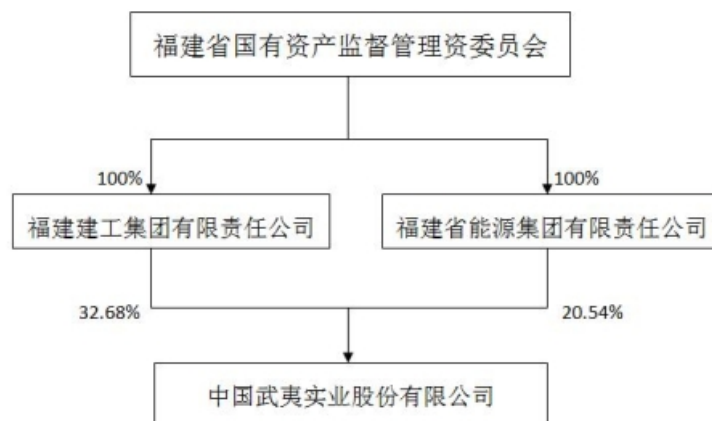 福建省国有资产监督管理资委员会
100%
100%
福建建工集团有限责任公司
福建省能源集团有限责任公司
32.68%
20.54%
中国武夷实业股份有限公司